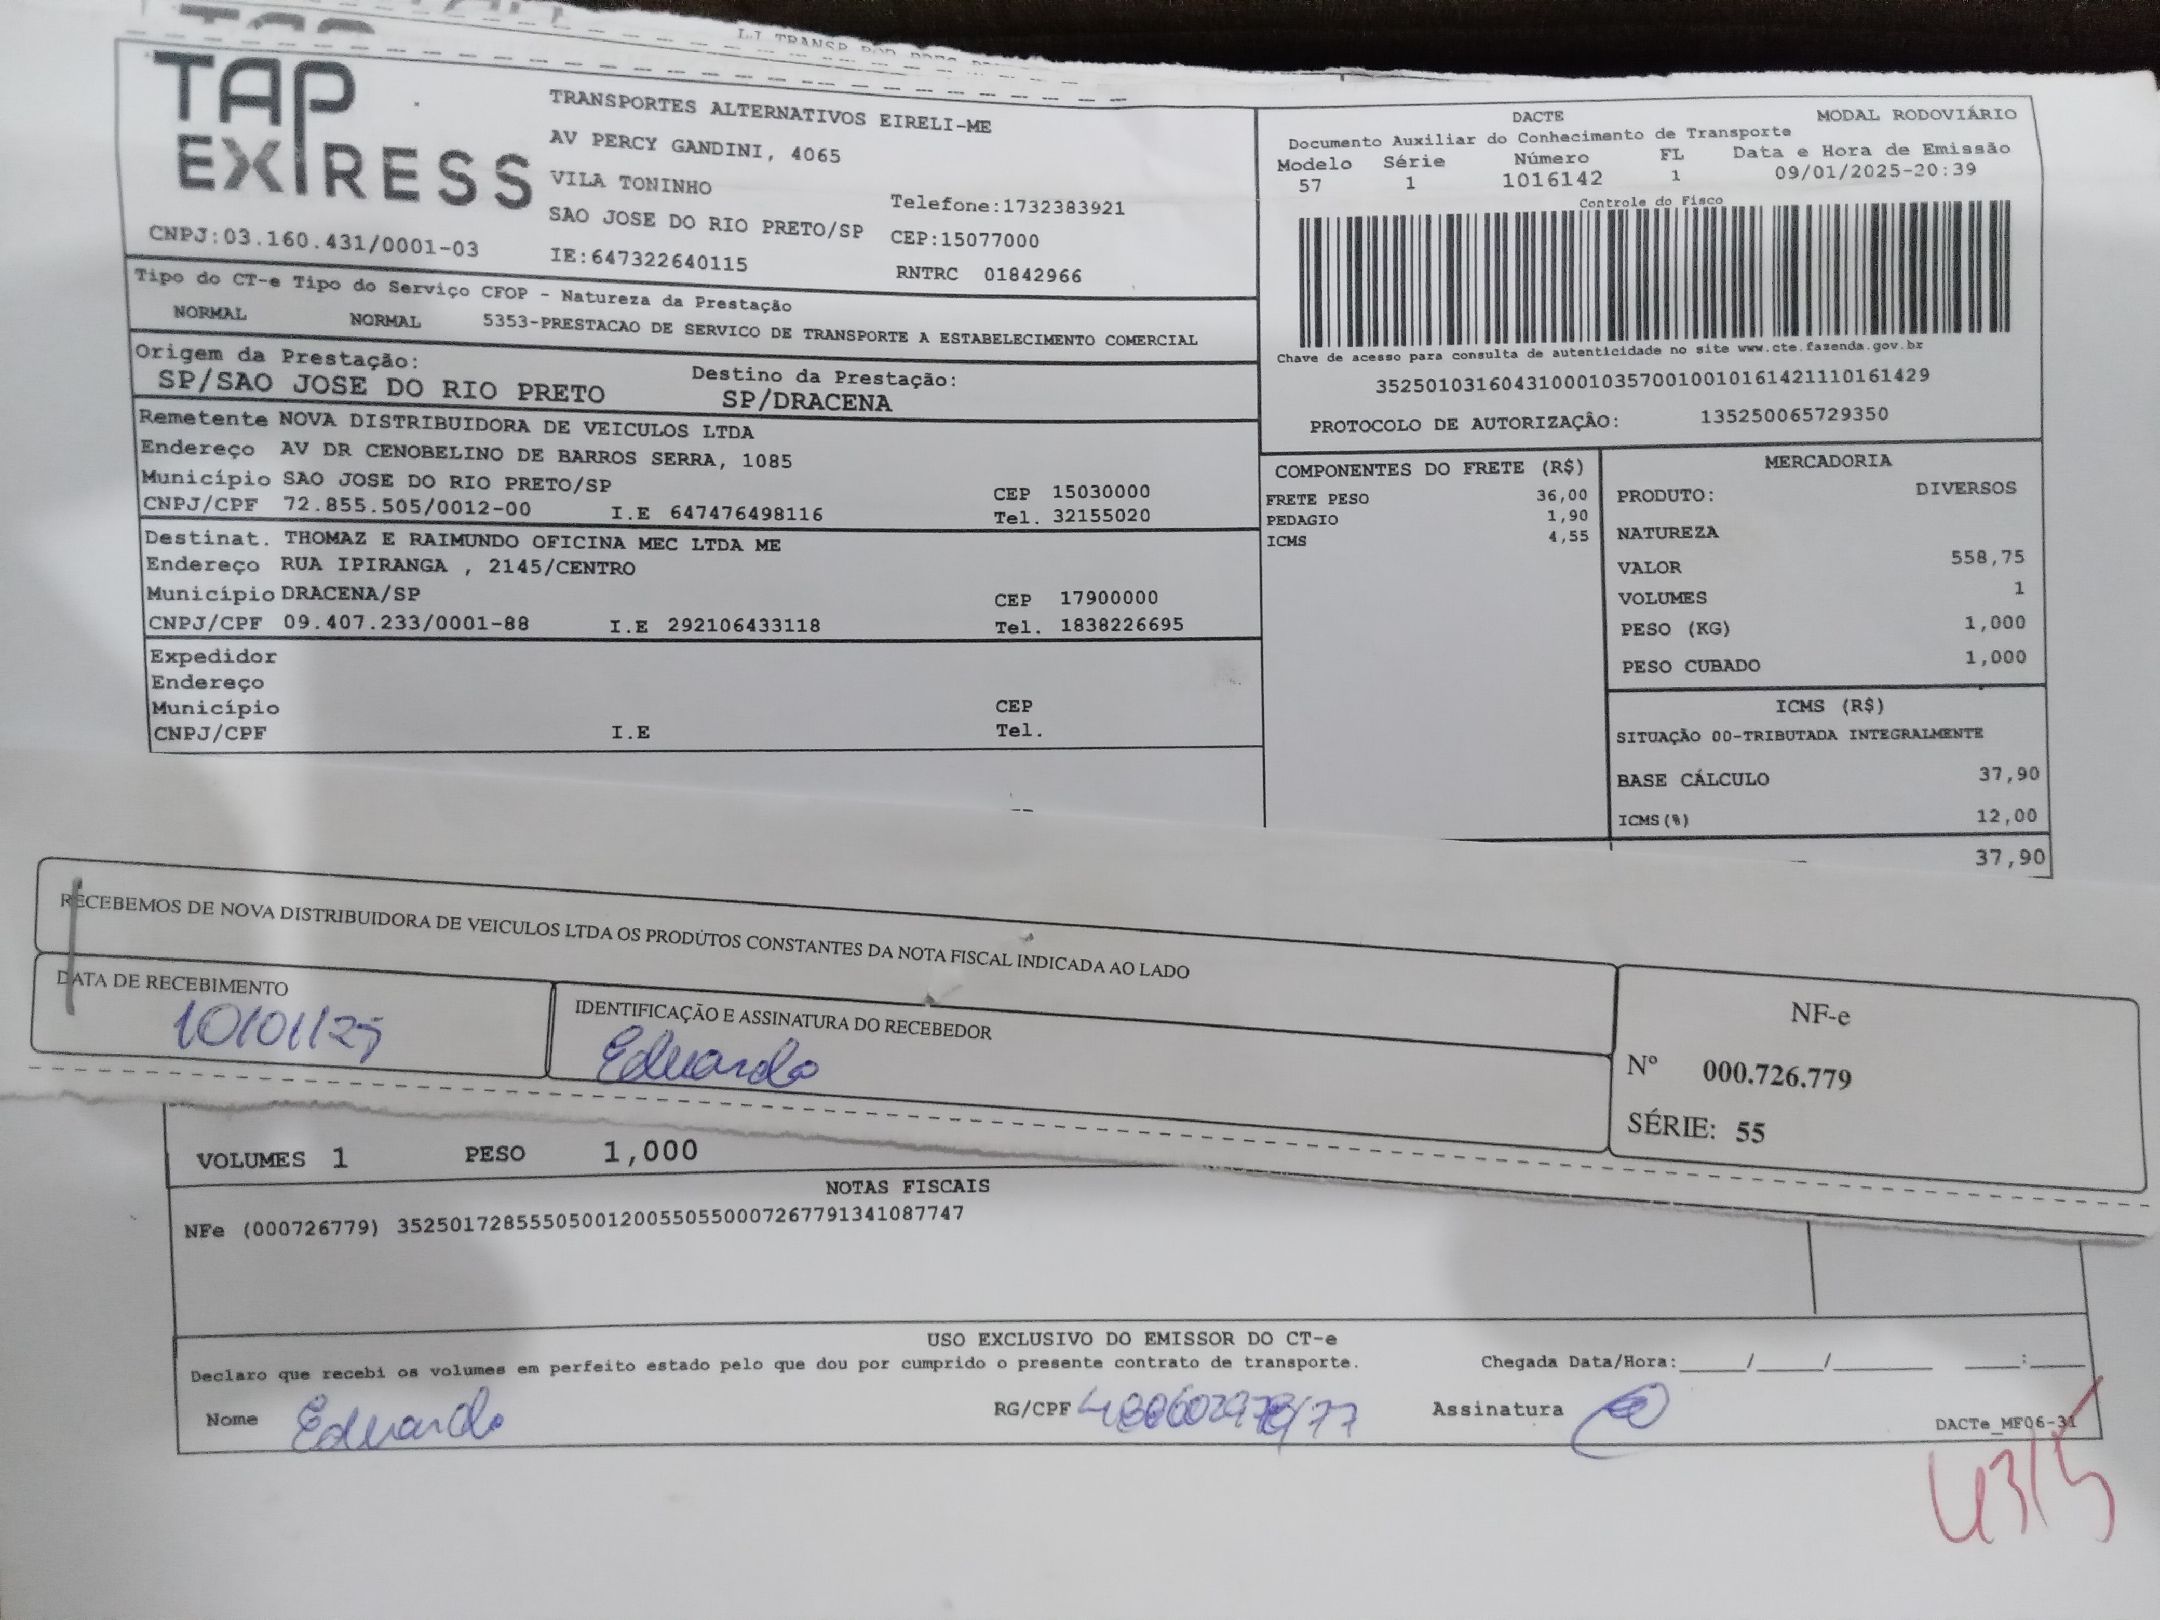 TAP EXPRESS
TRANSPORTES ALTERNATIVOS EIRELI-ME
AV PERCY GANDINI, 4065
VILA TONINHO
Telefone:1732383921
SAO JOSE DO RIO PRETO/SP CEP:15077000
CNPJ:03.160.431/0001-03 IE:647322640115 RNTRC 01842966
DACTE MODAL RODOVIÁRIO
Documento Auxiliar do Conhecimento de Transporte
Modelo Série Número FL Data e Hora de Emissão
57 1 1016142 1 09/01/2025-20:39
Controle do Fisco
Chave de acesso para consulta de autenticidade no site www.cte.fazenda.gov.br
35250103160431000103570010010161421110161429
PROTOCOLO DE AUTORIZAÇÃO: 135250065729350
Tipo do CT-e Tipo do Serviço CFOP - Natureza da Prestação
NORMAL NORMAL 5353-PRESTACAO DE SERVICO DE TRANSPORTE A ESTABELECIMENTO COMERCIAL
Origem da Prestação: Destino da Prestação:
SP/SAO JOSE DO RIO PRETO SP/DRACENA
Remetente NOVA DISTRIBUIDORA DE VEICULOS LTDA
Endereço AV DR CENOBELINO DE BARROS SERRA, 1085
Município SAO JOSE DO RIO PRETO/SP CEP 15030000
CNPJ/CPF 72.855.505/0012-00 I.E 647476498116 Tel. 32155020
Destinat. THOMAZ E RAIMUNDO OFICINA MEC LTDA ME
Endereço RUA IPIRANGA , 2145/CENTRO
Município DRACENA/SP CEP 17900000
CNPJ/CPF 09.407.233/0001-88 I.E 292106433118 Tel. 1838226695
Expedidor
Endereço
Município CEP
CNPJ/CPF I.E Tel.
COMPONENTES DO FRETE (R$)
FRETE PESO 36,00
PEDAGIO 1,90
ICMS 4,55
MERCADORIA
PRODUTO: DIVERSOS
NATUREZA
VALOR 558,75
VOLUMES 1
PESO (KG) 1,000
PESO CUBADO 1,000
ICMS (R$)
SITUAÇÃO 00-TRIBUTADA INTEGRALMENTE
BASE CÁLCULO 37,90
ICMS(%) 12,00
37,90
RECEBEMOS DE NOVA DISTRIBUIDORA DE VEICULOS LTDA OS PRODUTOS CONSTANTES DA NOTA FISCAL INDICADA AO LADO
DATA DE RECEBIMENTO
10/01/25
IDENTIFICAÇÃO E ASSINATURA DO RECEBEDOR
Eduardo
NF-e
Nº 000.726.779
SÉRIE: 55
VOLUMES 1 PESO 1,000
NOTAS FISCAIS
NFe (000726779) 35250172855505001200550550007267791341087747
USO EXCLUSIVO DO EMISSOR DO CT-e
Declaro que recebi os volumes em perfeito estado pelo que dou por cumprido o presente contrato de transporte. Chegada Data/Hora:____/____/______ ___:___
Nome Eduardo RG/CPF Assinatura
DACTe_MF06-31